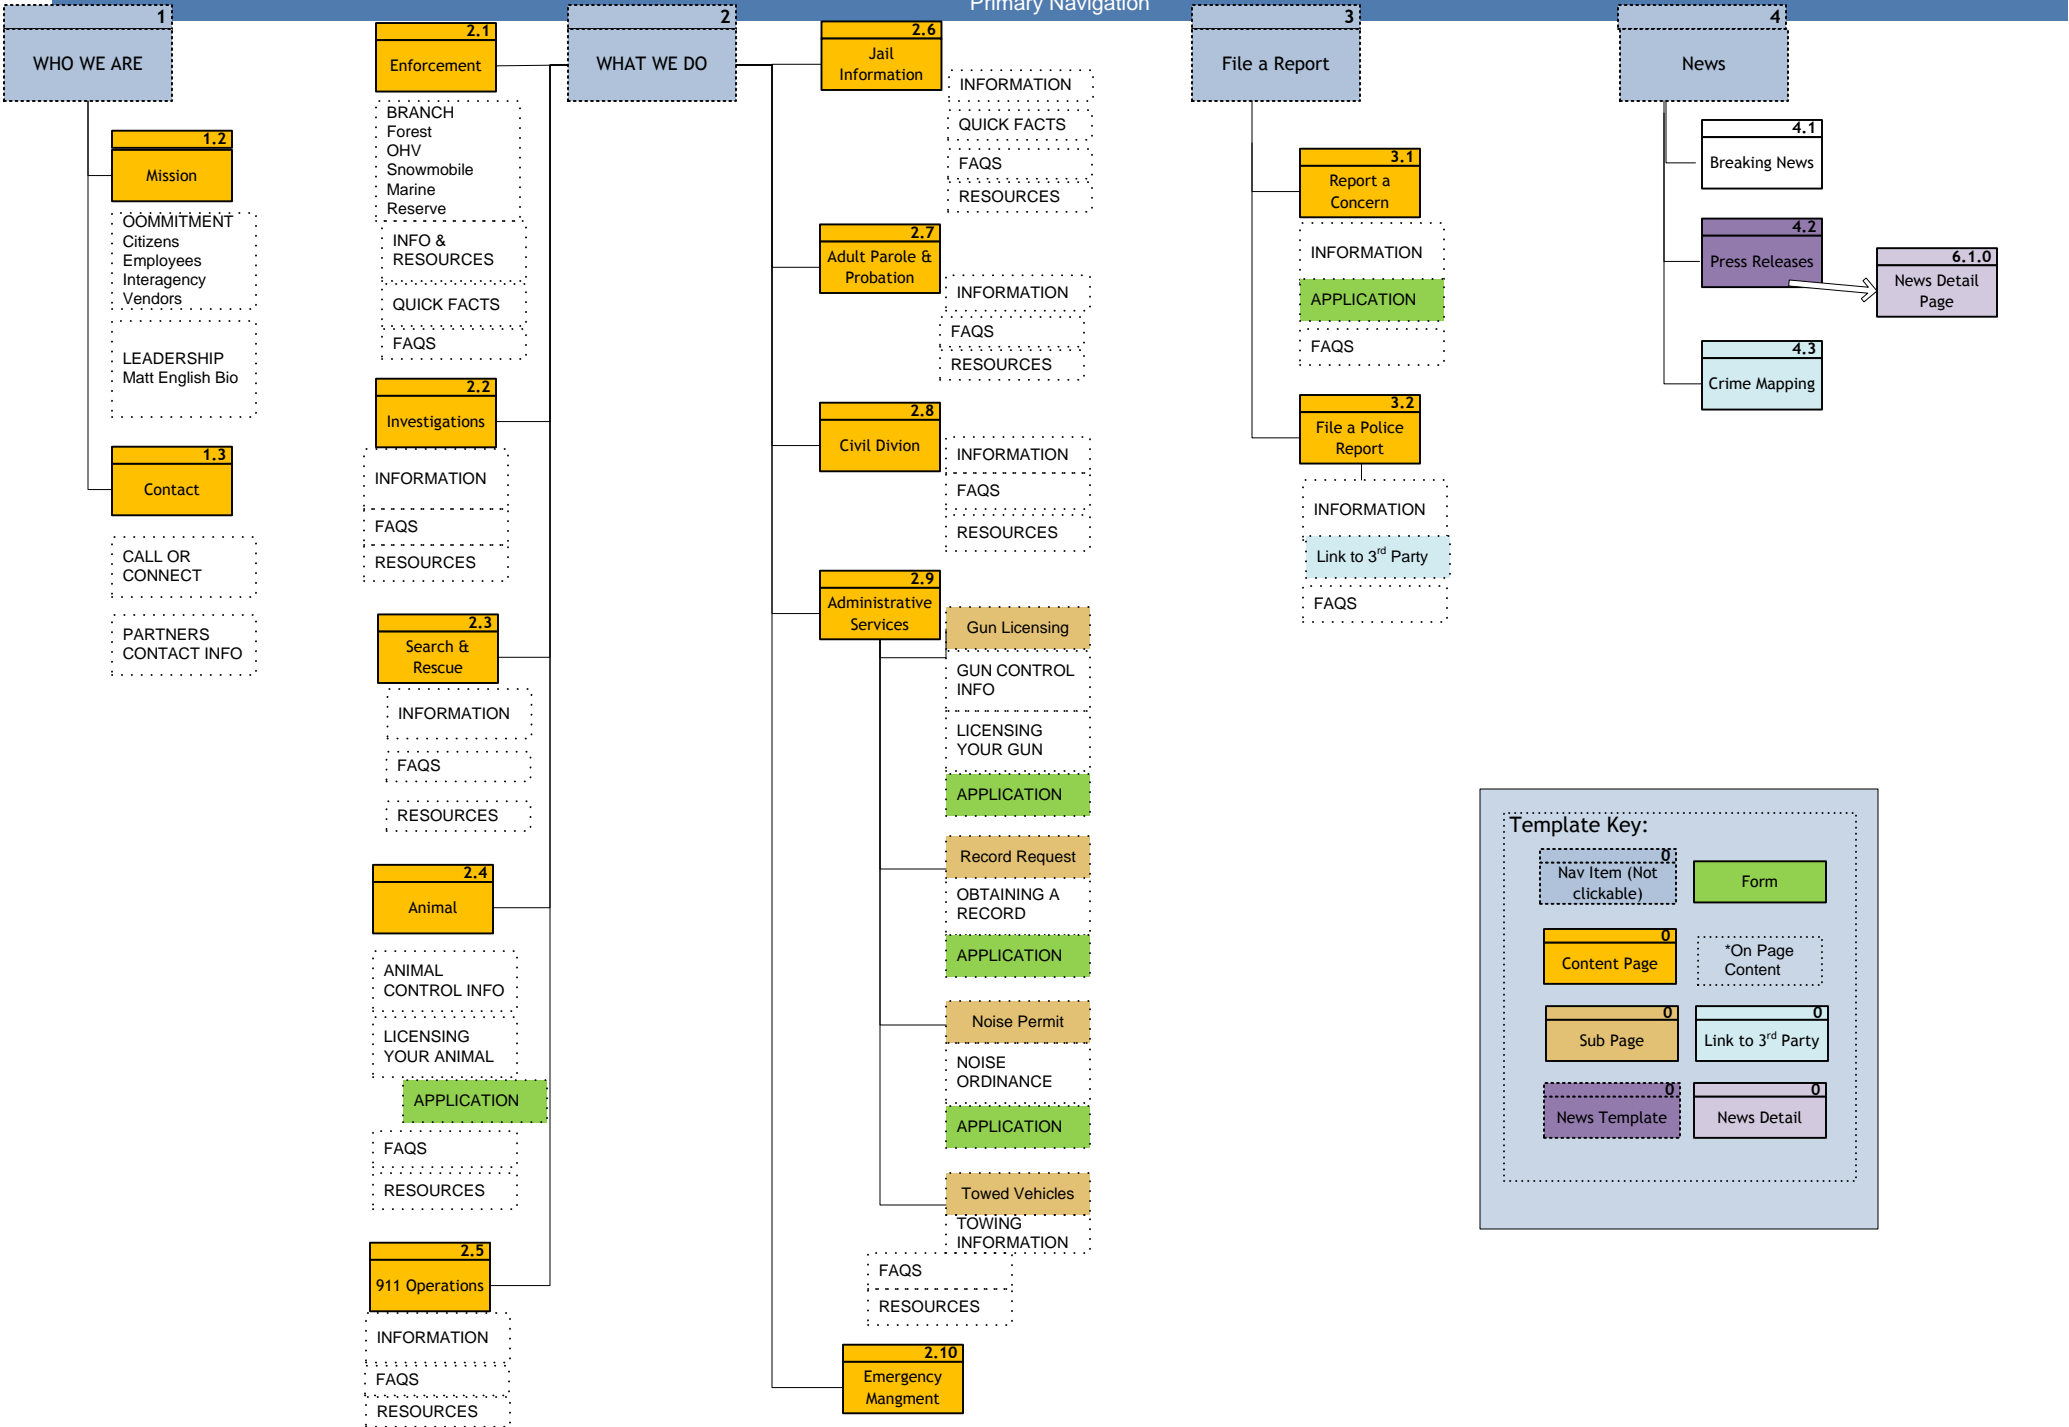 Primary Navigation
1
WHO WE ARE
1.2
Mission
OOMMITMENT
Citizens
Employees
Interagency
Vendors
LEADERSHIP
Matt English Bio
1.3
Contact
CALL OR
CONNECT
PARTNERS
CONTACT INFO
2
WHAT WE DO
2.1
Enforcement
BRANCH
Forest
OHV
Snowmobile
Marine
Reserve
INFO &
RESOURCES
QUICK FACTS
FAQS
2.2
Investigations
INFORMATION
FAQS
RESOURCES
2.3
Search &
Rescue
INFORMATION
FAQS
RESOURCES
2.4
Animal
ANIMAL
CONTROL INFO
LICENSING
YOUR ANIMAL
APPLICATION
FAQS
RESOURCES
2.5
911 Operations
INFORMATION
FAQS
RESOURCES
2.6
Jail
Information
INFORMATION
QUICK FACTS
FAQS
RESOURCES
2.7
Adult Parole &
Probation
INFORMATION
FAQS
RESOURCES
2.8
Civil Divion
INFORMATION
FAQS
RESOURCES
2.9
Administrative
Services
Gun Licensing
GUN CONTROL
INFO
LICENSING
YOUR GUN
APPLICATION
Record Request
OBTAINING A
RECORD
APPLICATION
Noise Permit
NOISE
ORDINANCE
APPLICATION
Towed Vehicles
TOWING
INFORMATION
FAQS
RESOURCES
2.10
Emergency
Mangment
3
File a Report
3.1
Report a
Concern
INFORMATION
APPLICATION
FAQS
3.2
File a Police
Report
INFORMATION
Link to 3rd Party
FAQS
4
News
4.1
Breaking News
4.2
Press Releases
6.1.0
News Detail
Page
4.3
Crime Mapping
Template Key:
0
Nav Item (Not
clickable)
Form
0
Content Page
*On Page
Content
0
Sub Page
0
Link to 3rd Party
0
News Template
0
News Detail